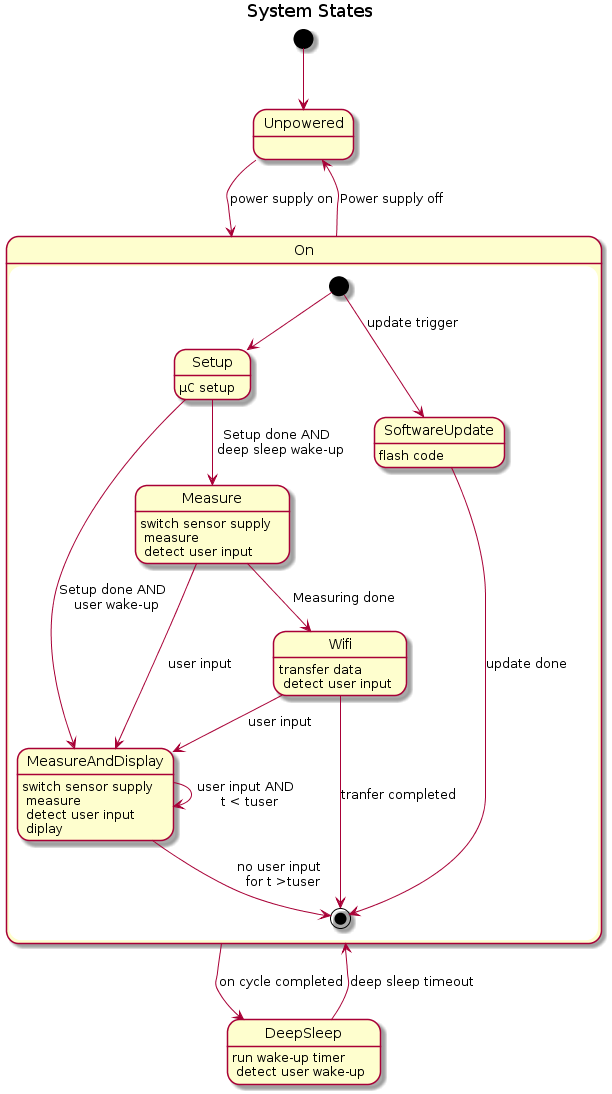 System States
Unpowered
power supply on
Power supply off
On
update trigger
Setup
µC setup
SoftwareUpdate
flash code
Setup done AND
deep sleep wake-up
Measure
switch sensor supply
measure
detect user input
Setup done AND
user wake-up
Measuring done
Wifi
transfer data
detect user input
user input
update done
user input
MeasureAndDisplay
switch sensor supply
measure
detect user input
diplay
user input AND
t < tuser
tranfer completed
no user input
for t >tuser
on cycle completed
deep sleep timeout
DeepSleep
run wake-up timer
detect user wake-up